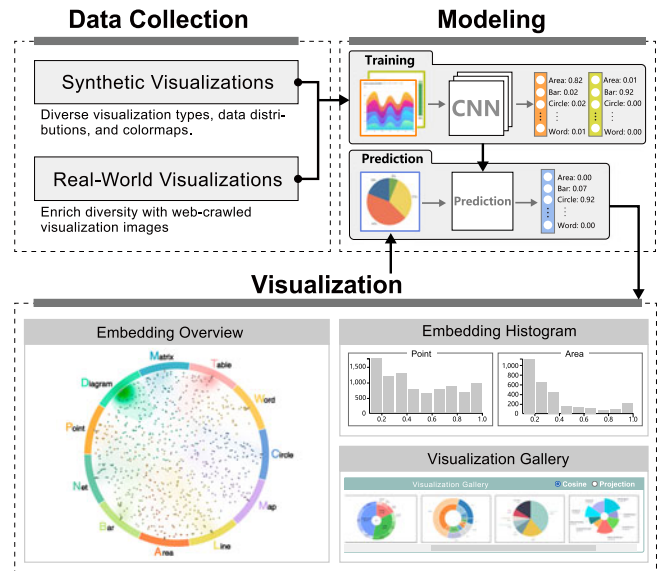 Data Collection
Modeling
Synthetic Visualizations
Diverse visualization types, data distri-
butions, and colormaps.
Real-World Visualizations
Enrich diversity with web-crawled
visualization images
Training
CNN
Area: 0.82
Bar: 0.02
Circle: 0.02
Word: 0.01
Area: 0.01
Bar: 0.92
Circle: 0.00
Word: 0.00
Prediction
Prediction
Area: 0.00
Bar: 0.07
Circle: 0.92
Word: 0.00
Visualization
Embedding Overview
Matrix
Table
Word
Circle
Map
Line
Area
Bar
Net
Point
Diagram
Embedding Histogram
Point
1,500
1,000
500
0
0.2 0.4 0.6 0.8 1.0
Area
1,000
800
600
400
200
0
0.2 0.4 0.6 0.8 1.0
Visualization Gallery
Visualization Gallery
Cosine Projection